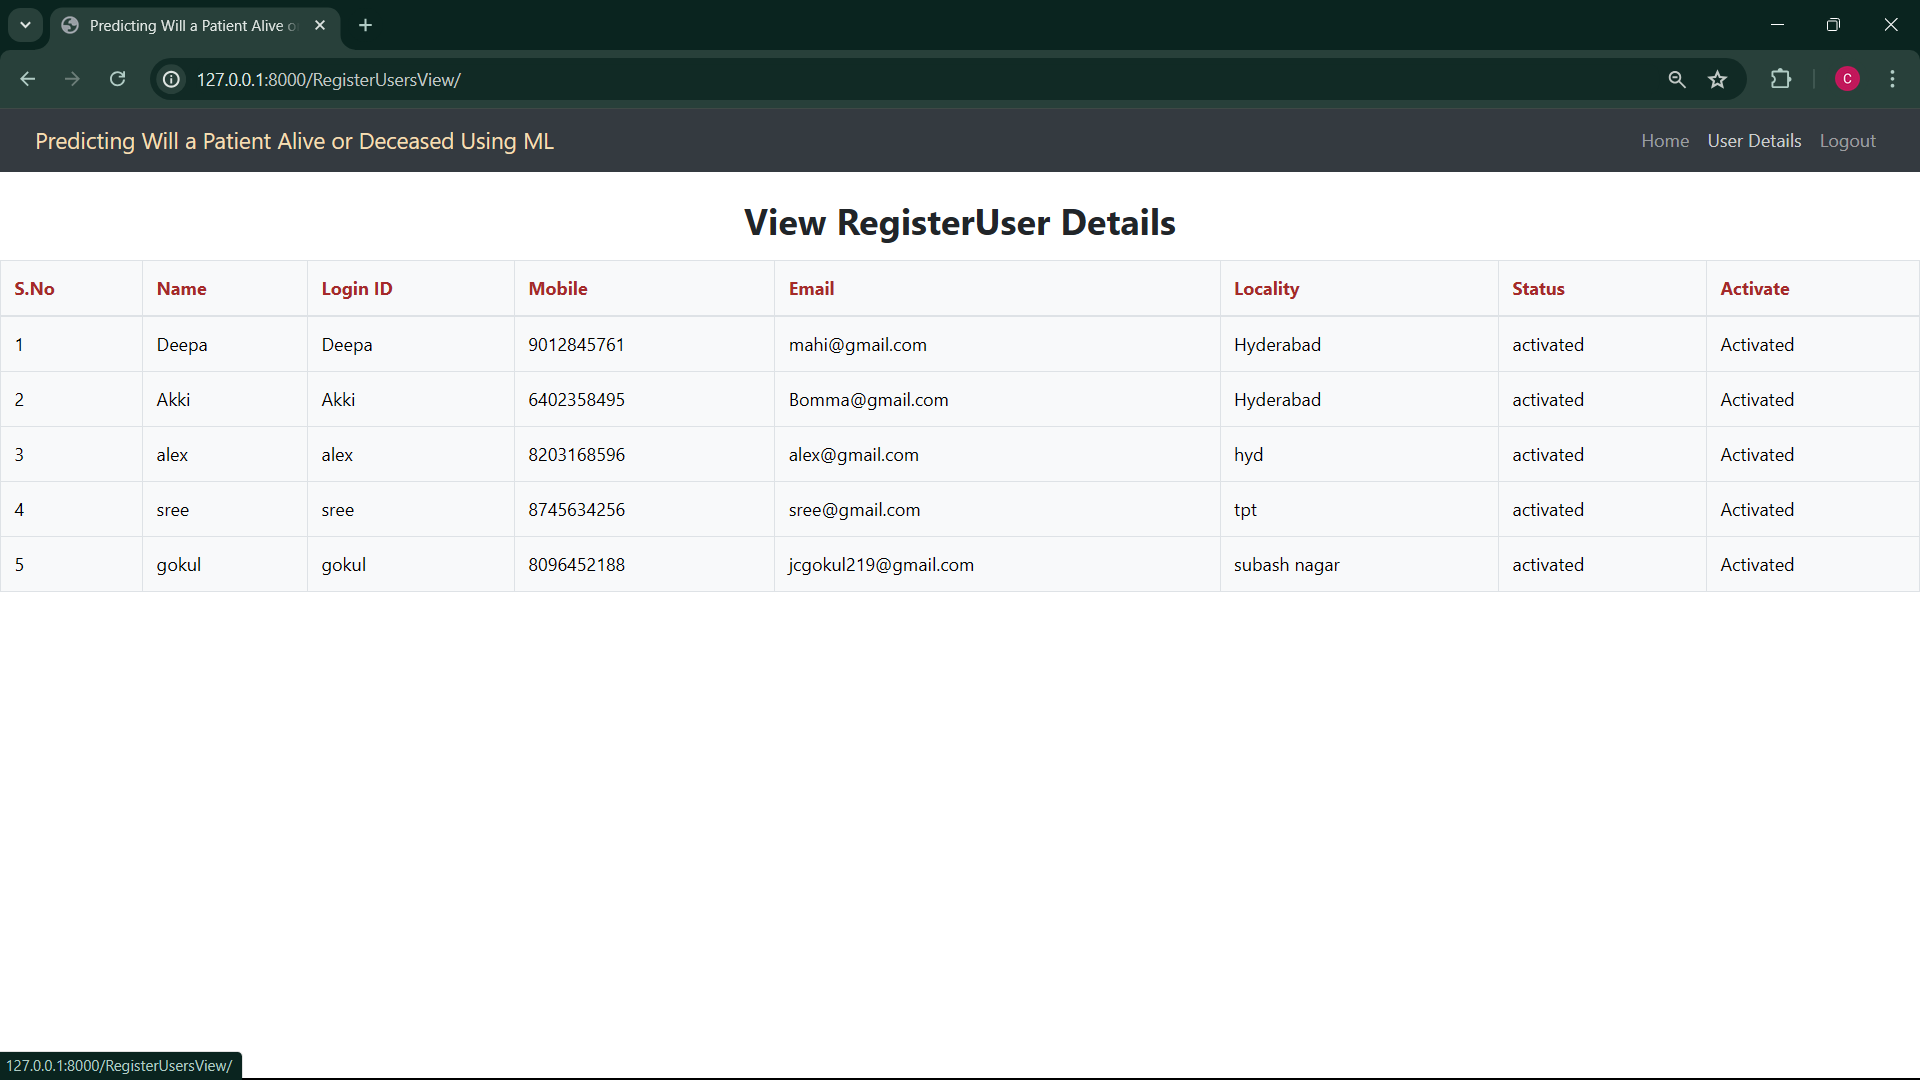 Predicting Will a Patient Alive o
127.0.0.1:8000/RegisterUsersView/
C
Predicting Will a Patient Alive or Deceased Using ML Home User Details Logout
View RegisterUser Details
S.No Name Login ID Mobile Email Locality Status Activate
1 Deepa Deepa 9012845761 mahi@gmail.com Hyderabad activated Activated
2 Akki Akki 6402358495 Bomma@gmail.com Hyderabad activated Activated
3 alex alex 8203168596 alex@gmail.com hyd activated Activated
4 sree sree 8745634256 sree@gmail.com tpt activated Activated
5 gokul gokul 8096452188 jcgokul219@gmail.com subash nagar activated Activated
127.0.0.1:8000/RegisterUsersView/